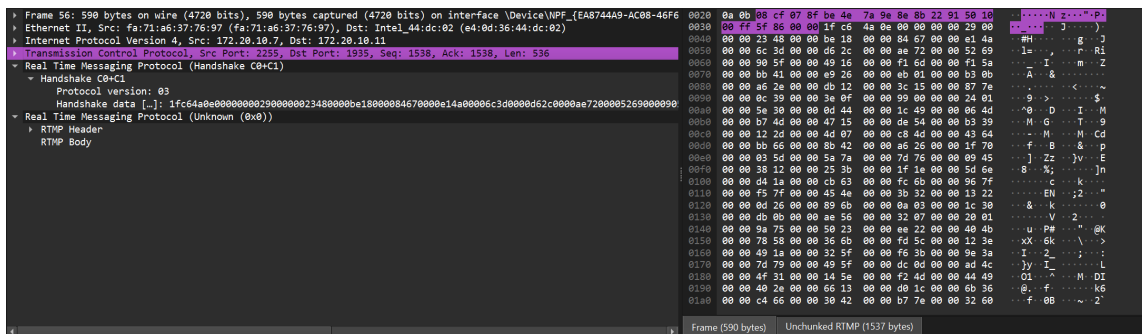 Frame 56: 590 bytes on wire (4720 bits), 590 bytes captured (4720 bits) on interface \Device\NPF_{EA8744A9-AC08-46F6
Ethernet II, Src: fa:71:a6:37:76:97 (fa:71:a6:37:76:97), Dst: Intel_44:dc:02 (e4:0d:36:44:dc:02)
Internet Protocol Version 4, Src: 172.20.10.7, Dst: 172.20.10.11
Transmission Control Protocol, Src Port: 2255, Dst Port: 1935, Seq: 1538, Ack: 1538, Len: 536
Real Time Messaging Protocol (Handshake C0+C1)
Handshake C0+C1
Protocol version: 03
Handshake data […]: 1fc64a0e000000002900000023480000be18000084670000e14a00006c3d0000d62c0000ae7200005269000090
Real Time Messaging Protocol (Unknown (0x0))
RTMP Header
RTMP Body
0020 0a 0b 08 cf 07 8f be 4e 7a 9e 8e 8b 22 91 50 10
0030 00 ff 5f 86 00 00 1f c6 4a 0e 00 00 00 00 29 00
0040 00 00 23 48 00 00 be 18 00 00 84 67 00 00 e1 4a
0050 00 00 6c 3d 00 00 d6 2c 00 00 ae 72 00 00 52 69
0060 00 00 90 5f 00 00 49 16 00 00 f1 6d 00 00 f1 5a
0070 00 00 bb 41 00 00 e9 26 00 00 eb 01 00 00 b3 0b
0080 00 00 a6 2e 00 00 db 12 00 00 3c 15 00 00 87 7e
0090 00 00 0c 39 00 00 3e 0f 00 00 99 00 00 00 24 01
00a0 00 00 5e 30 00 00 0d 44 00 00 1c 49 00 00 06 4d
00b0 00 00 b7 4d 00 00 47 15 00 00 de 54 00 00 b3 39
00c0 00 00 12 2d 00 00 4d 07 00 00 c8 4d 00 00 43 64
00d0 00 00 bb 66 00 00 8b 42 00 00 a6 26 00 00 1f 70
00e0 00 00 03 5d 00 00 5a 7a 00 00 7d 76 00 00 09 45
00f0 00 00 38 12 00 00 25 3b 00 00 1f 1e 00 00 5d 6e
0100 00 00 d4 1a 00 00 cb 63 00 00 fc 6b 00 00 96 7f
0110 00 00 f5 7f 00 00 45 4e 00 00 3b 32 00 00 13 22
0120 00 00 0d 26 00 00 89 6b 00 00 0a 03 00 00 1c 30
0130 00 00 db 0b 00 00 ae 56 00 00 32 07 00 00 20 01
0140 00 00 9a 75 00 00 50 23 00 00 ee 22 00 00 40 4b
0150 00 00 78 58 00 00 36 6b 00 00 fd 5c 00 00 12 3e
0160 00 00 49 1a 00 00 32 5f 00 00 f6 3b 00 00 9e 3a
0170 00 00 7d 79 00 00 49 5f 00 00 dc 0d 00 00 ad 4c
0180 00 00 4f 31 00 00 14 5e 00 00 f2 4d 00 00 44 49
0190 00 00 40 2e 00 00 66 13 00 00 d0 1c 00 00 6b 36
01a0 00 00 c4 66 00 00 30 42 00 00 b7 7e 00 00 32 60
Frame (590 bytes) Unchunked RTMP (1537 bytes)